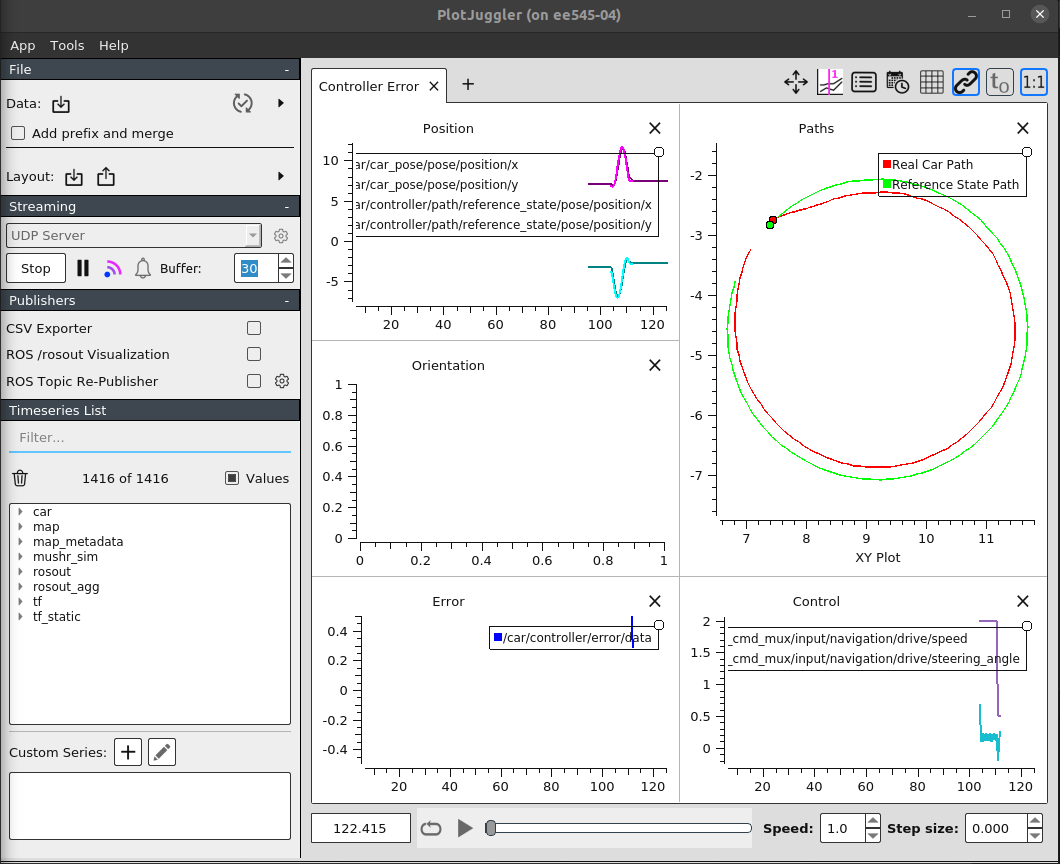 PlotJuggler (on ee545-04)
App Tools Help
File -
Data:
Add prefix and merge
Layout:
Streaming -
UDP Server
Stop Buffer: 30
Publishers -
CSV Exporter
ROS /rosout Visualization
ROS Topic Re-Publisher
Timeseries List
Filter...
1416 of 1416 Values
car
map
map_metadata
mushr_sim
rosout
rosout_agg
tf
tf_static
Custom Series:
Controller Error
1
t0
1:1
Position
ar/car_pose/pose/position/x
ar/car_pose/pose/position/y
ar/controller/path/reference_state/pose/position/x
ar/controller/path/reference_state/pose/position/y
10
5
0
-5
20 40 60 80 100 120
Orientation
1
0.8
0.6
0.4
0.2
0
0 0.2 0.4 0.6 0.8 1
Error
/car/controller/error/data
0.4
0.2
0
-0.2
-0.4
20 40 60 80 100 120
Paths
Real Car Path
Reference State Path
-2
-3
-4
-5
-6
-7
7 8 9 10 11
XY Plot
Control
_cmd_mux/input/navigation/drive/speed
_cmd_mux/input/navigation/drive/steering_angle
2
1.5
1
0.5
0
20 40 60 80 100 120
122.415 Speed: 1.0 Step size: 0.000